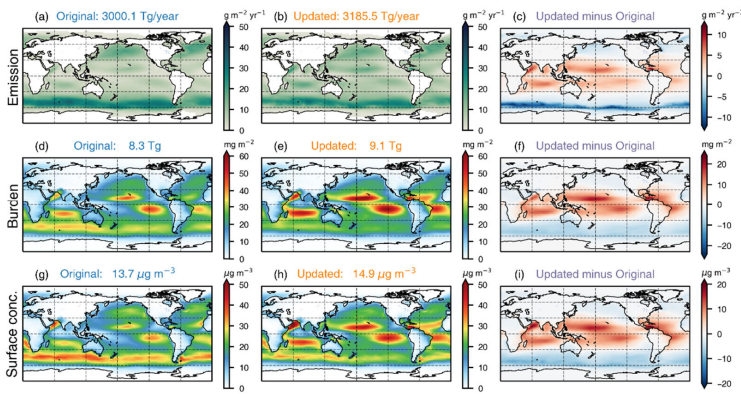 (a) Original: 3000.1 Tg/year
g m⁻² yr⁻¹
(b) Updated: 3185.5 Tg/year
g m⁻² yr⁻¹
(c) Updated minus Original
g m⁻² yr⁻¹
Emission
50
40
30
20
10
0
50
40
30
20
10
0
10
5
0
−5
−10
(d) Original: 8.3 Tg
mg m⁻²
(e) Updated: 9.1 Tg
mg m⁻²
(f) Updated minus Original
mg m⁻²
Burden
60
50
40
30
20
10
0
60
50
40
30
20
10
0
20
10
0
−10
−20
(g) Original: 13.7 µg m⁻³
µg m⁻³
(h) Updated: 14.9 µg m⁻³
µg m⁻³
(i) Updated minus Original
µg m⁻³
Surface conc.
50
40
30
20
10
0
50
40
30
20
10
0
20
10
0
−10
−20